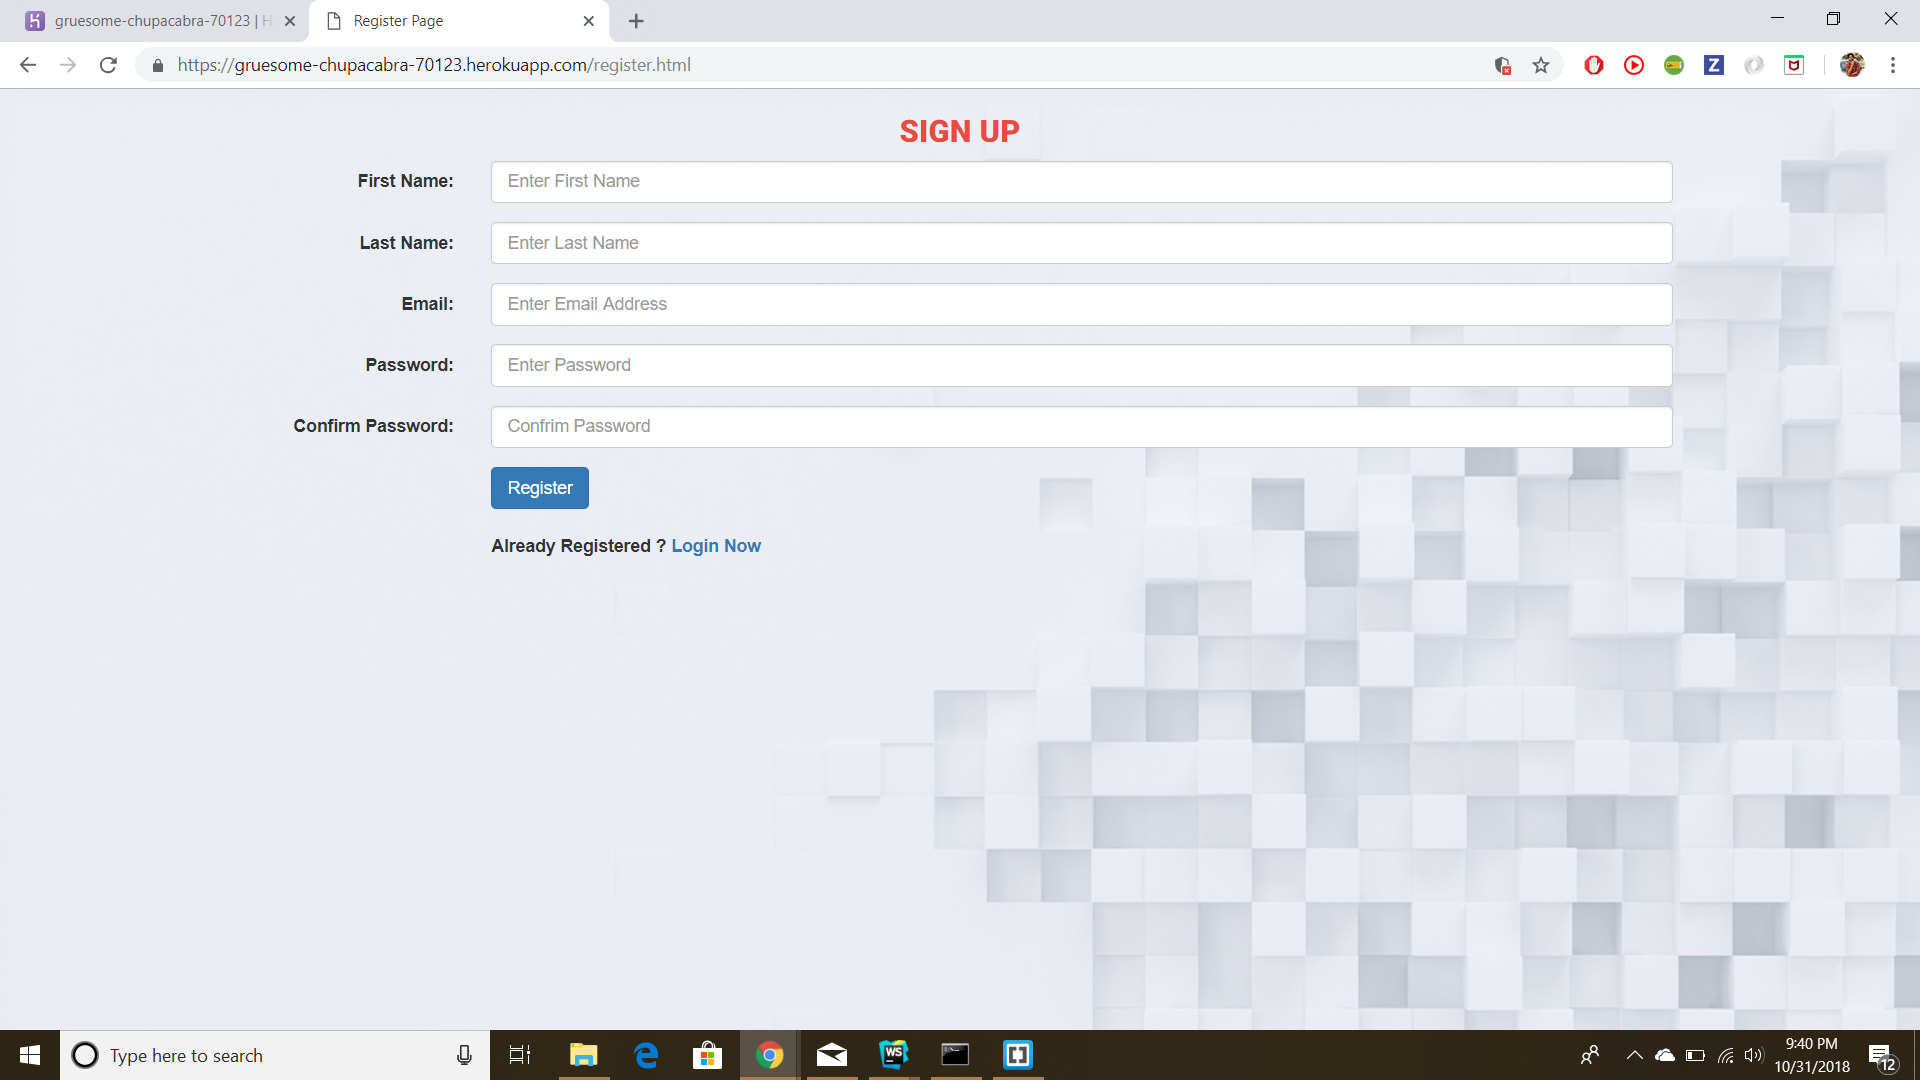 gruesome-chupacabra-70123 | H
Register Page
https://gruesome-chupacabra-70123.herokuapp.com/register.html
SIGN UP
First Name: Enter First Name
Last Name: Enter Last Name
Email: Enter Email Address
Password: Enter Password
Confirm Password: Confrim Password
Register
Already Registered ? Login Now
Type here to search
WS
9:40 PM
10/31/2018
12